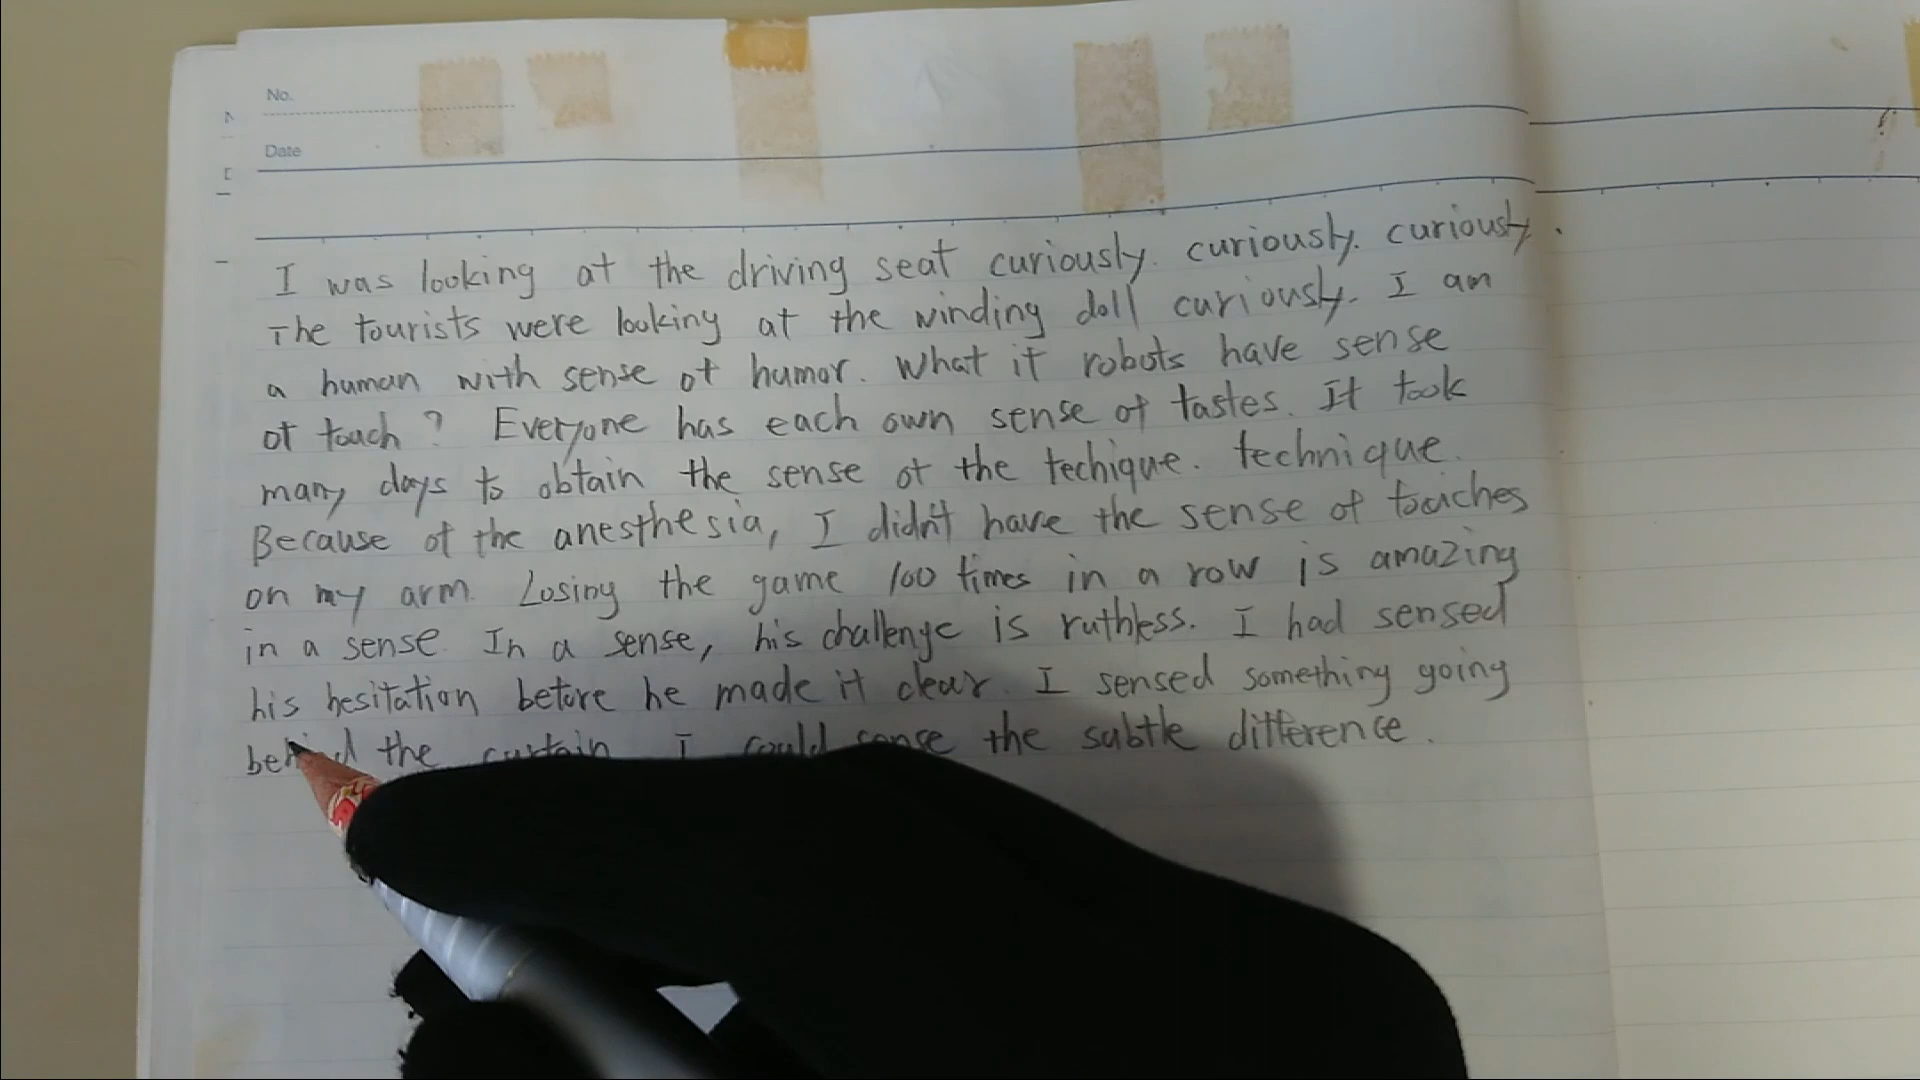 No.
Date
I was looking at the driving seat curiously. curiously. curiously.
The tourists were looking at the winding doll curiously. I am
a human with sense of humor. What if robots have sense
of touch? Everyone has each own sense of tastes. It took
many days to obtain the sense of the techique. technique.
Because of the anesthesia, I didn't have the sense of touches
on my arm. Losing the game 100 times in a row is amazing
in a sense. In a sense, his challenge is ruthless. I had sensed
his hesitation before he made it clear. I sensed something going
behind the curtain. I could sense the subtle difference.